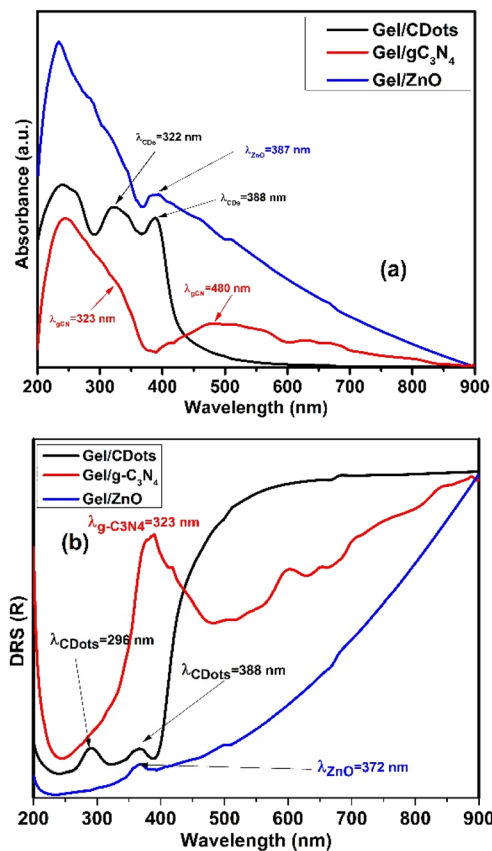 Gel/CDots
Gel/gC₃N₄
Gel/ZnO
λCDs=322 nm
λZnO=387 nm
λCDs=388 nm
(a)
λgCN=480 nm
λgCN=323 nm
Absorbance (a.u.)
200 300 400 500 600 700 800 900
Wavelength (nm)
Gel/CDots
Gel/g-C₃N₄
Gel/ZnO
λg-C3N4=323 nm
(b)
λCDots=296 nm
λCDots=388 nm
λZnO=372 nm
DRS (R)
200 300 400 500 600 700 800 900
Wavelength (nm)